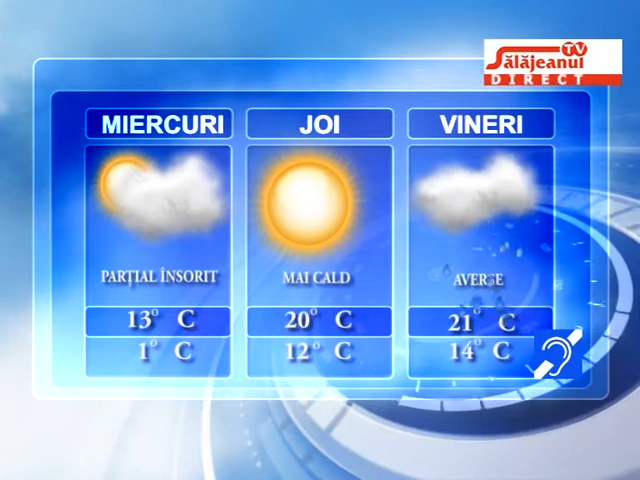 Sălăjeanul TV
DIRECT
MIERCURI
JOI
VINERI
PARȚIAL ÎNSORIT
MAI CALD
AVERSE
13° C
20° C
21° C
1° C
12° C
14° C